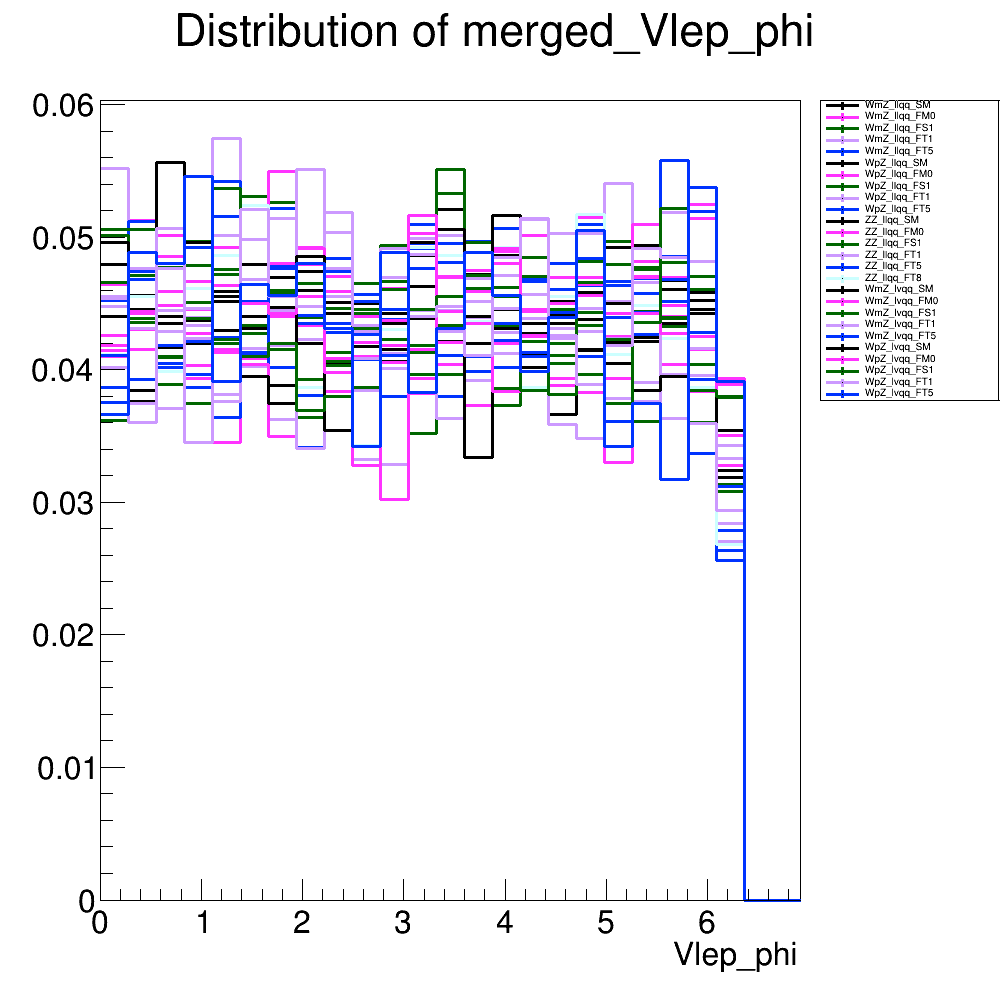 Distribution of merged_Vlep_phi
0.06
0.05
0.04
0.03
0.02
0.01
0
0 1 2 3 4 5 6
Vlep_phi
WmZ_llqq_SM
WmZ_llqq_FM0
WmZ_llqq_FS1
WmZ_llqq_FT1
WmZ_llqq_FT5
WpZ_llqq_SM
WpZ_llqq_FM0
WpZ_llqq_FS1
WpZ_llqq_FT1
WpZ_llqq_FT5
ZZ_llqq_SM
ZZ_llqq_FM0
ZZ_llqq_FS1
ZZ_llqq_FT1
ZZ_llqq_FT5
ZZ_llqq_FT8
WmZ_lvqq_SM
WmZ_lvqq_FM0
WmZ_lvqq_FS1
WmZ_lvqq_FT1
WmZ_lvqq_FT5
WpZ_lvqq_SM
WpZ_lvqq_FM0
WpZ_lvqq_FS1
WpZ_lvqq_FT1
WpZ_lvqq_FT5